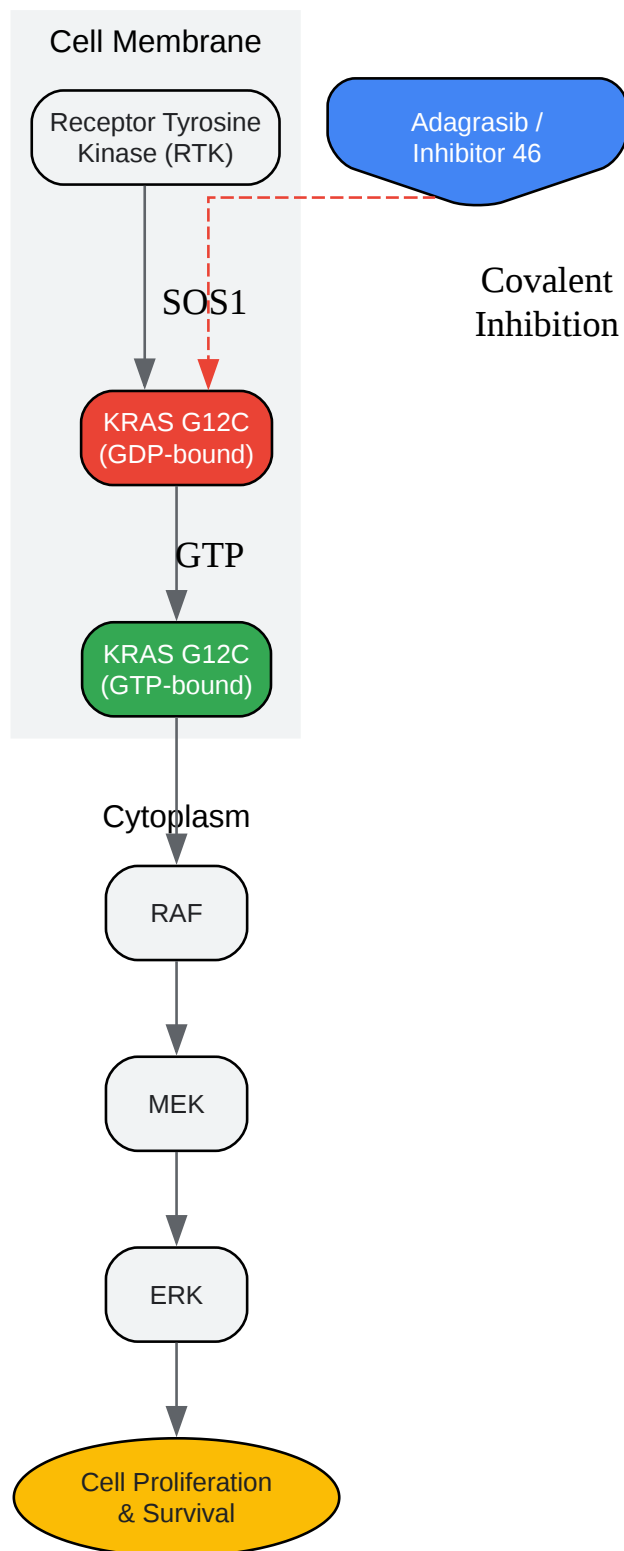 Cell Membrane
Receptor Tyrosine
Kinase (RTK)
Adagrasib /
Inhibitor 46
SOS1
Covalent
Inhibition
KRAS G12C
(GDP-bound)
GTP
KRAS G12C
(GTP-bound)
Cytoplasm
RAF
MEK
ERK
Cell Proliferation
& Survival